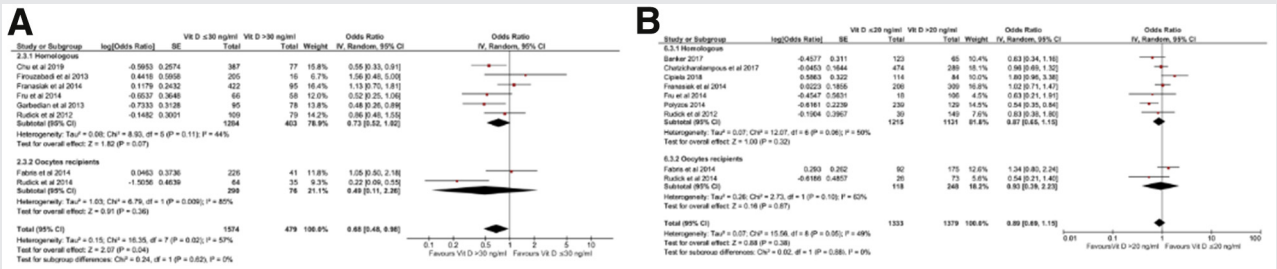 A
Vit D ≤30 ng/ml Vit D >30 ng/ml Odds Ratio Odds Ratio
Study or Subgroup log[Odds Ratio] SE Total Total Weight IV, Random, 95% CI IV, Random, 95% CI
2.3.1 Homologous
Chu et al 2019 -0.5953 0.2574 387 77 15.8% 0.55 [0.33, 0.91]
Firouzabadi et al 2013 0.4418 0.5958 205 16 6.7% 1.56 [0.48, 5.00]
Franasiak et al 2014 0.1179 0.2432 422 95 16.4% 1.13 [0.70, 1.81]
Fru et al 2014 -0.6537 0.3648 66 58 12.0% 0.52 [0.25, 1.06]
Garbedian et al 2013 -0.7333 0.3128 95 78 13.8% 0.48 [0.26, 0.89]
Rudick et al 2012 -0.1482 0.3001 109 79 14.2% 0.86 [0.48, 1.55]
Subtotal (95% CI) 1284 403 78.9% 0.73 [0.52, 1.02]
Heterogeneity: Tau² = 0.08; Chi² = 8.93, df = 5 (P = 0.11); I² = 44%
Test for overall effect: Z = 1.82 (P = 0.07)
2.3.2 Oocytes recipients
Fabris et al 2014 0.0463 0.3736 226 41 11.8% 1.05 [0.50, 2.18]
Rudick et al 2014 -1.5056 0.4639 64 35 9.3% 0.22 [0.09, 0.55]
Subtotal (95% CI) 290 76 21.1% 0.49 [0.11, 2.26]
Heterogeneity: Tau² = 1.03; Chi² = 6.79, df = 1 (P = 0.009); I² = 85%
Test for overall effect: Z = 0.91 (P = 0.36)
Total (95% CI) 1574 479 100.0% 0.68 [0.48, 0.98]
Heterogeneity: Tau² = 0.15; Chi² = 16.35, df = 7 (P = 0.02); I² = 57%
Test for overall effect: Z = 2.07 (P = 0.04)
Test for subgroup differences: Chi² = 0.24, df = 1 (P = 0.62), I² = 0%
0.1 0.2 0.5 1 2 5 10
Favours Vit D >30 ng/ml Favours Vit D ≤30 ng/ml
B
Vit D ≤20 ng/ml Vit D >20 ng/ml Odds Ratio Odds Ratio
Study or Subgroup log[Odds Ratio] SE Total Total Weight IV, Random, 95% CI IV, Random, 95% CI
6.3.1 Homologous
Banker 2017 -0.4577 0.311 123 65 10.4% 0.63 [0.34, 1.16]
Chatzicharalampous et al 2017 -0.0453 0.1644 474 289 0.96 [0.69, 1.32]
Cipiela 2018 0.5863 0.322 114 84 10.0% 1.80 [0.96, 3.38]
Franasiak et al 2014 0.0223 0.1855 206 309 16.8% 1.02 [0.71, 1.47]
Fru et al 2014 -0.4547 18 106 0.63 [0.21, 1.91]
Polyzos 2014 -0.6161 0.2239 239 129 0.54 [0.35, 0.84]
Rudick et al 2012 -0.1904 0.3967 39 149 0.83 [0.38, 1.80]
Subtotal (95% CI) 1215 1131 81.8% 0.87 [0.65, 1.15]
Heterogeneity: Tau² = 0.07; Chi² = 12.07, df = 6 (P = 0.06); I² = 50%
Test for overall effect: Z = 1.00 (P = 0.32)
6.3.2 Oocytes recipients
Fabris et al 2014 0.293 0.262 92 175 12.6% 1.34 [0.80, 2.24]
Rudick et al 2014 -0.6186 0.4857 26 73 0.54 [0.21, 1.40]
Subtotal (95% CI) 118 248 18.2% 0.93 [0.39, 2.23]
Heterogeneity: Tau² = 0.26; Chi² = 2.73, df = 1 (P = 0.10); I² = 63%
Test for overall effect: Z = 0.16 (P = 0.87)
Total (95% CI) 1333 1379 100.0% 0.89 [0.69, 1.15]
Heterogeneity: Tau² = 0.07; Chi² = 15.56, df = 8 (P = 0.05); I² = 49%
Test for overall effect: Z = 0.88 (P = 0.38)
Test for subgroup differences: Chi² = 0.02, df = 1 (P = 0.88), I² = 0%
0.01 0.1 1 10 100
Favours Vit D >20 ng/ml Favours Vit D ≤20 ng/ml